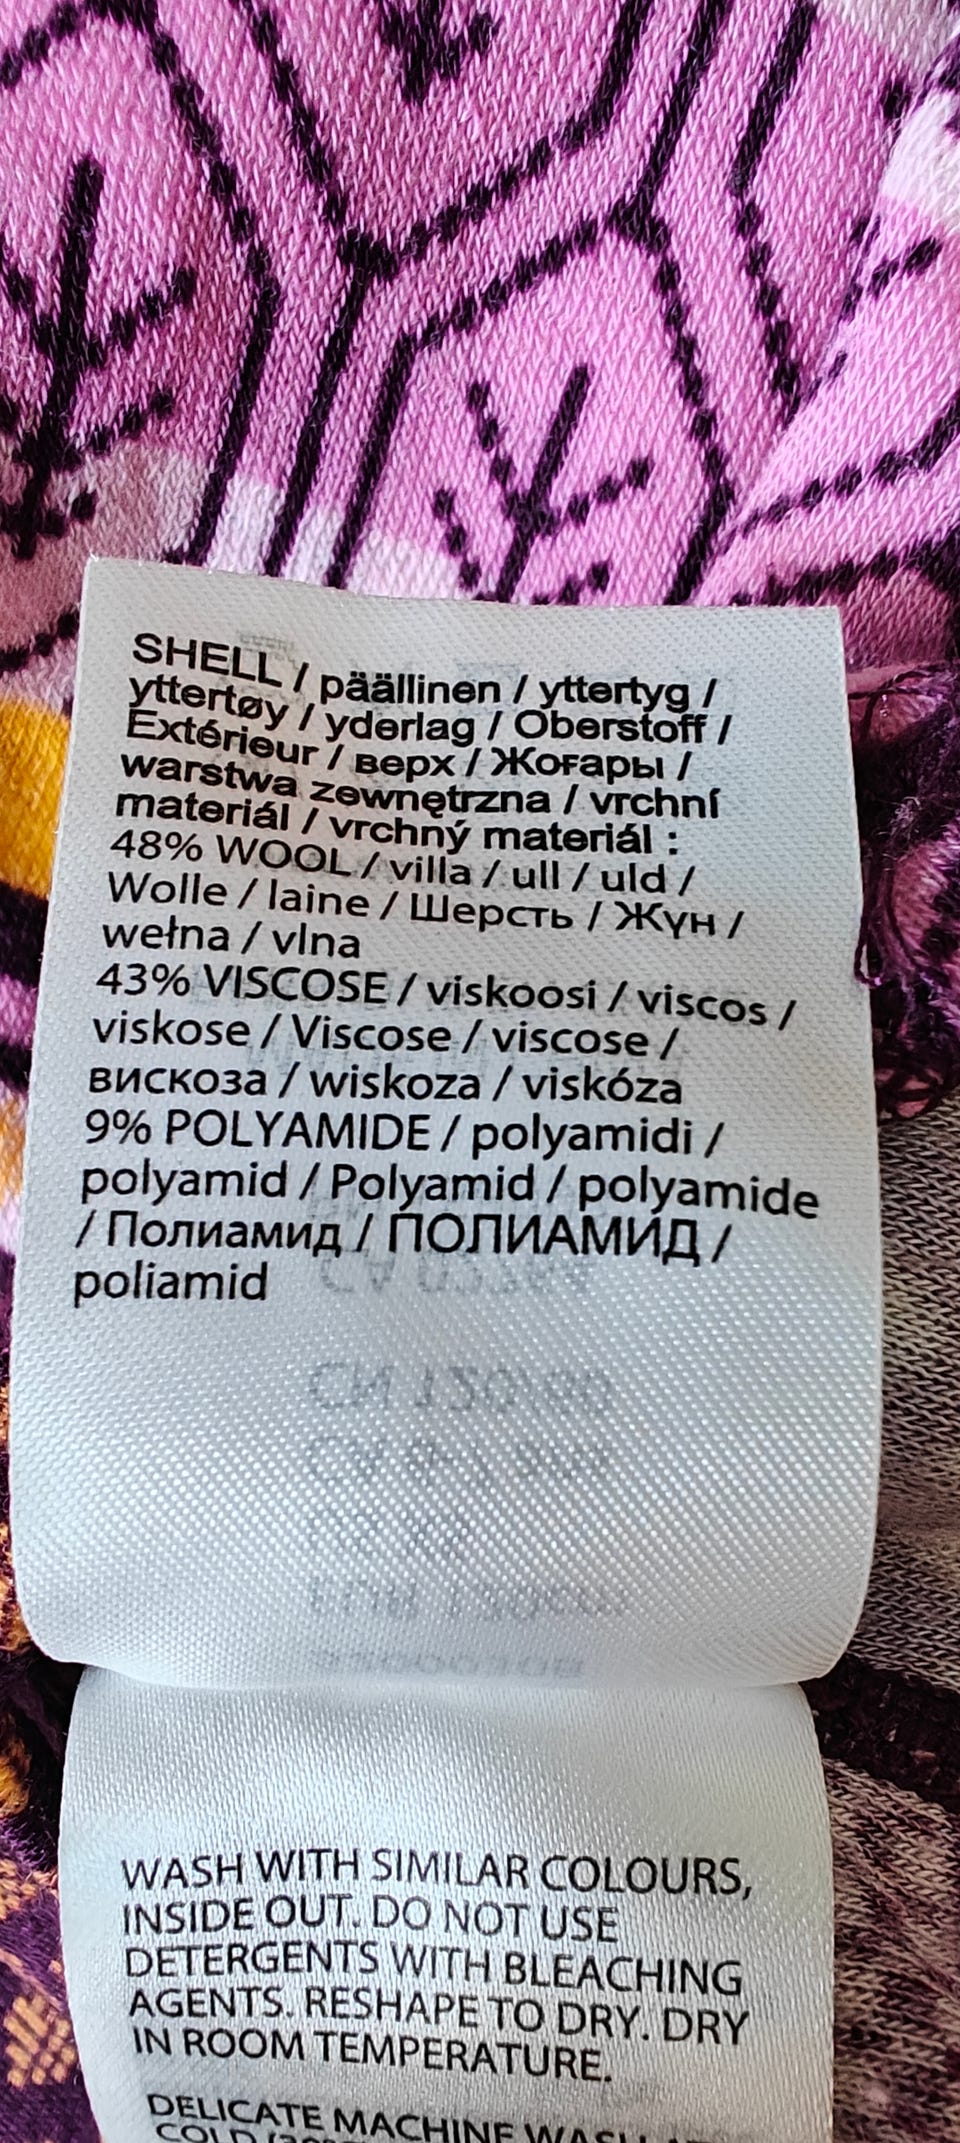 SHELL / päällinen / yttertyg /
yttertøy / yderlag / Oberstoff /
Extérieur / верх / Жоғары /
warstwa zewnętrzna / vrchní
materiál / vrchný materiál :
48% WOOL / villa / ull / uld /
Wolle / laine / Шерсть / Жүн /
wełna / vlna
43% VISCOSE / viskoosi / viscos /
viskose / Viscose / viscose /
вискоза / wiskoza / viskóza
9% POLYAMIDE / polyamidi /
polyamid / Polyamid / polyamide
/ Полиамид / ПОЛИАМИД /
poliamid
WASH WITH SIMILAR COLOURS,
INSIDE OUT. DO NOT USE
DETERGENTS WITH BLEACHING
AGENTS. RESHAPE TO DRY. DRY
IN ROOM TEMPERATURE.
DELICATE MACHINE WASH
COLD